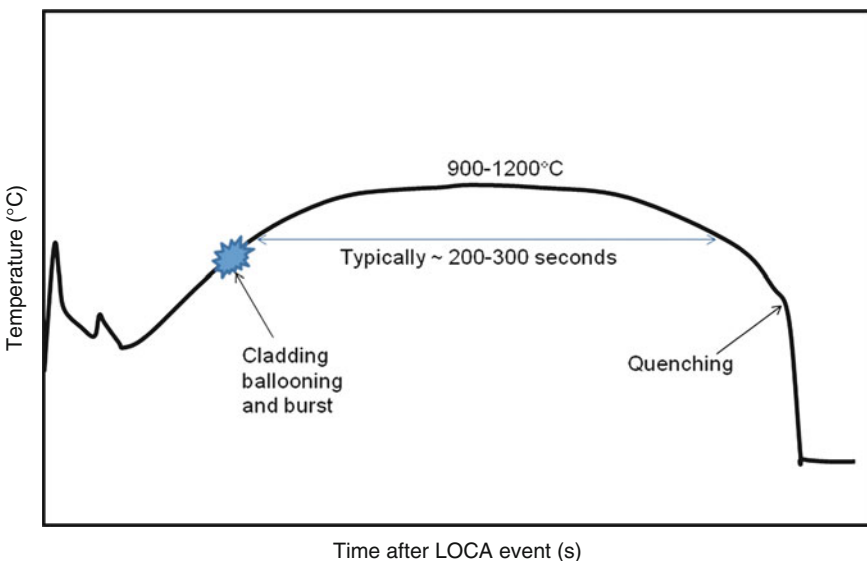 Temperature (°C)
900-1200°C
Typically ~ 200-300 seconds
Cladding
ballooning
and burst
Quenching
Time after LOCA event (s)